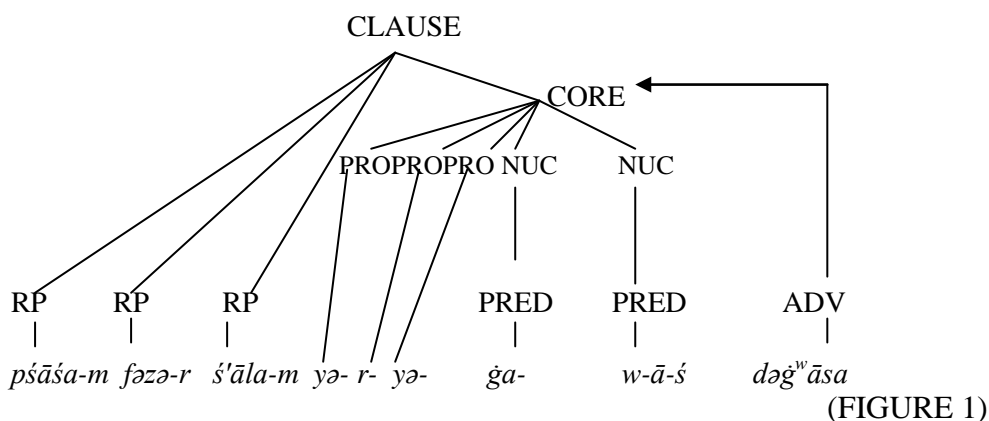 CLAUSE
CORE
PROPROPRO NUC NUC
RP RP RP PRED PRED ADV
pśāśa-m fəzə-r ś'āla-m yə- r- yə- ġa- w-ā-ś dəġʷāsa
(FIGURE 1)